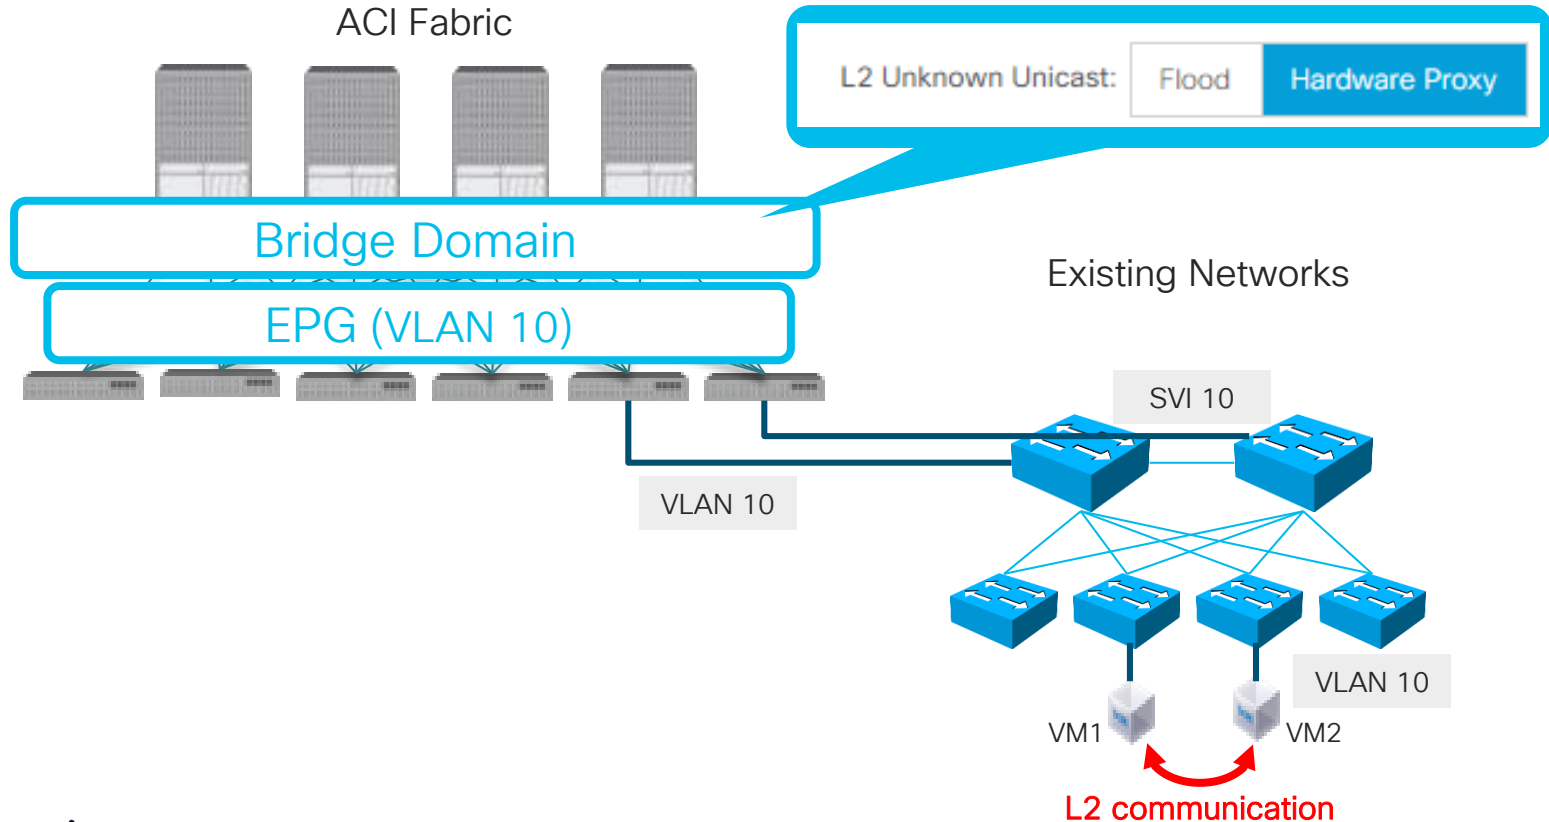 ACI Fabric
L2 Unknown Unicast: Flood Hardware Proxy
Bridge Domain
Existing Networks
EPG (VLAN 10)
SVI 10
VLAN 10
VLAN 10
VM1
VM2
L2 communication